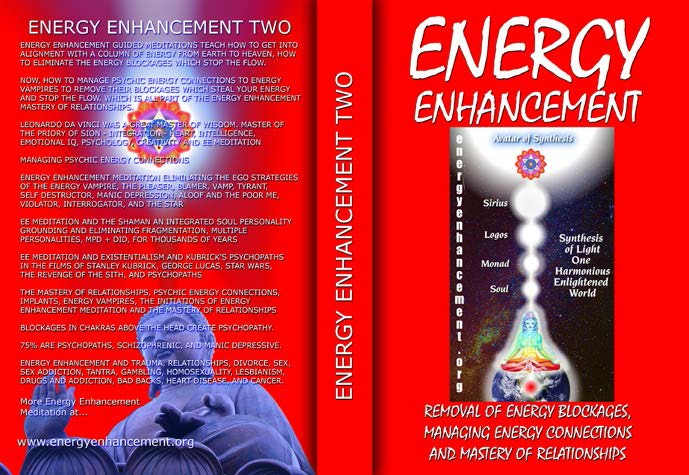 ENERGY ENHANCEMENT TWO
ENERGY ENHANCEMENT GUIDED MEDITATIONS TEACH HOW TO GET INTO
ALIGNMENT WITH A COLUMN OF ENERGY FROM EARTH TO HEAVEN, HOW
TO ELIMINATE THE ENERGY BLOCKAGES WHICH STOP THE FLOW.
NOW, HOW TO MANAGE PSYCHIC ENERGY CONNECTIONS TO ENERGY
VAMPIRES TO REMOVE THEIR BLOCKAGES WHICH STEAL YOUR ENERGY
AND STOP THE FLOW, WHICH IS ALL PART OF THE ENERGY ENHANCEMENT
MASTERY OF RELATIONSHIPS.
LEONARDO DA VINCI WAS A GREAT MASTER OF WISDOM. MASTER OF
THE PRIORY OF SION - INTEGRATION - HEART, INTELLIGENCE,
EMOTIONAL IQ, PSYCHOLOGY, CREATIVITY AND EE MEDITATION
MANAGING PSYCHIC ENERGY CONNECTIONS
ENERGY ENHANCEMENT MEDITATION ELIMINATING THE EGO STRATEGIES
OF THE ENERGY VAMPIRE, THE PLEASER, BLAMER, VAMP, TYRANT,
SELF DESTRUCTOR, MANIC DEPRESSION, ALOOF AND THE POOR ME,
VIOLATOR, INTERROGATOR, AND THE STAR
EE MEDITATION AND THE SHAMAN AN INTEGRATED SOUL PERSONALITY
GROUNDING AND ELIMINATING FRAGMENTATION, MULTIPLE
PERSONALITIES, MPD + DID, FOR THOUSANDS OF YEARS
EE MEDITATION AND EXISTENTIALISM AND KUBRICK'S PSYCHOPATHS
IN THE FILMS OF STANLEY KUBRICK, GEORGE LUCAS, STAR WARS,
THE REVENGE OF THE SITH, AND PSYCHOPATHS
THE MASTERY OF RELATIONSHIPS, PSYCHIC ENERGY CONNECTIONS,
IMPLANTS, ENERGY VAMPIRES, THE INITIATIONS OF ENERGY
ENHANCEMENT MEDITATION AND THE MASTERY OF RELATIONSHIPS
BLOCKAGES IN CHAKRAS ABOVE THE HEAD CREATE PSYCHOPATHY.
75% ARE PSYCHOPATHS, SCHIZOPHRENIC, AND MANIC DEPRESSIVE.
ENERGY ENHANCEMENT AND TRAUMA, RELATIONSHIPS, DIVORCE, SEX,
SEX ADDICTION, TANTRA, GAMBLING, HOMOSEXUALITY, LESBIANISM,
DRUGS AND ADDICTION, BAD BACKS, HEART DISEASE, AND CANCER.
More Energy Enhancement
Meditation at...
www.energyenhancement.org
ENERGY ENHANCEMENT TWO
ENERGY
ENHANCEMENT
Avatar of Synthesis
energyenhancement.org
Sirius
Logos
Monad
Soul
Synthesis
of Light
One
Harmonious
Enlightened
World
REMOVAL OF ENERGY BLOCKAGES,
MANAGING ENERGY CONNECTIONS
AND MASTERY OF RELATIONSHIPS